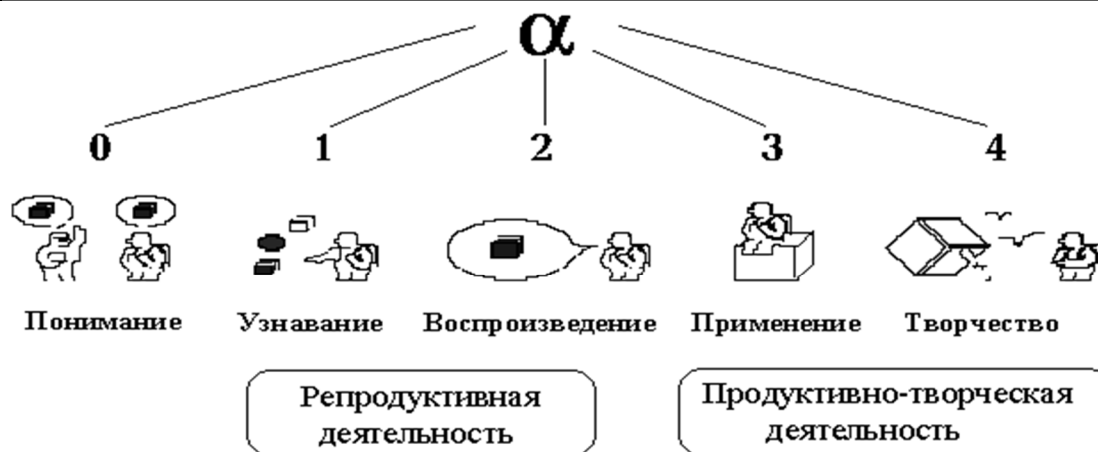 α
0 1 2 3 4
Понимание Узнавание Воспроизведение Применение Творчество
Репродуктивная
деятельность
Продуктивно-творческая
деятельность